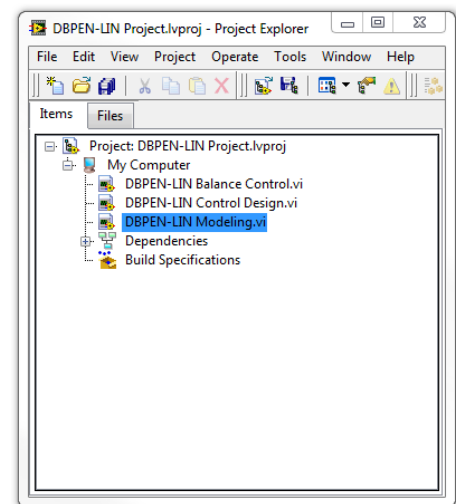 DBPEN-LIN Project.lvproj - Project Explorer
File Edit View Project Operate Tools Window Help
Items Files
Project: DBPEN-LIN Project.lvproj
My Computer
DBPEN-LIN Balance Control.vi
DBPEN-LIN Control Design.vi
DBPEN-LIN Modeling.vi
Dependencies
Build Specifications